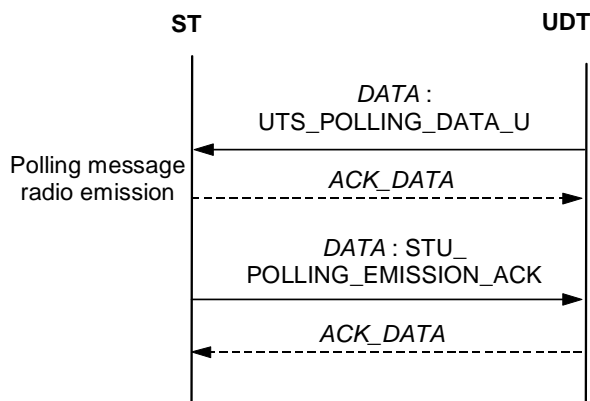 ST
UDT
DATA :
UTS_POLLING_DATA_U
Polling message
radio emission
ACK_DATA
DATA : STU_
POLLING_EMISSION_ACK
ACK_DATA